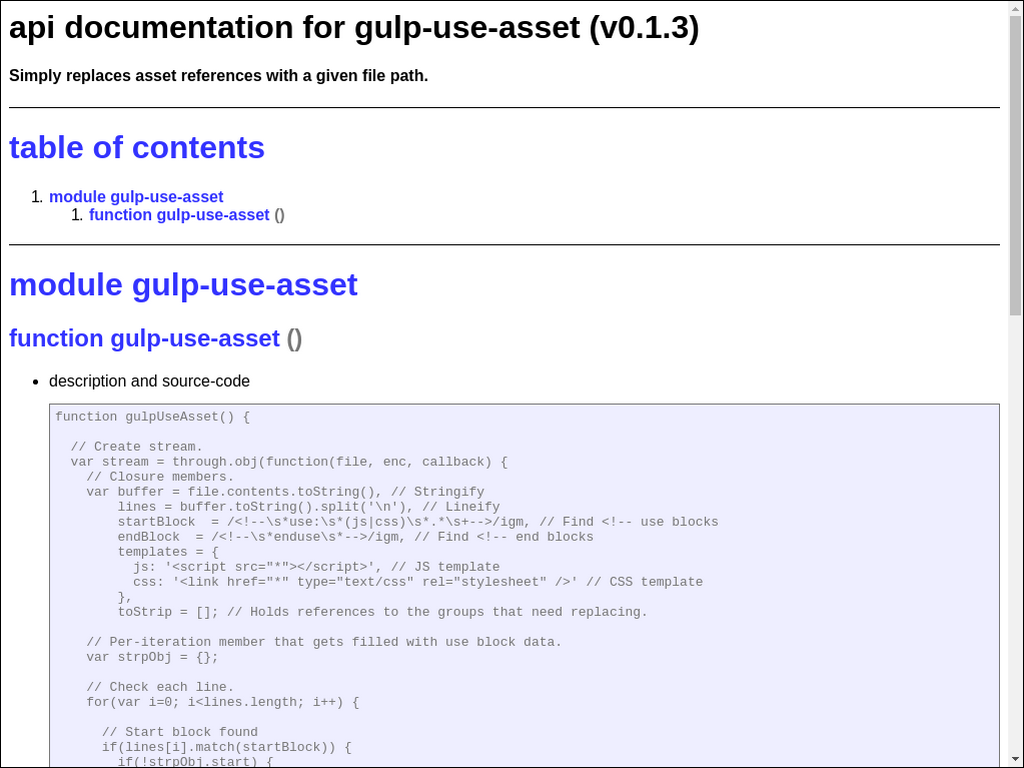 api documentation for gulp-use-asset (v0.1.3)
Simply replaces asset references with a given file path.
table of contents
1. module gulp-use-asset
1. function gulp-use-asset ()
module gulp-use-asset
function gulp-use-asset ()
• description and source-code
function gulpUseAsset() {
  // Create stream.
  var stream = through.obj(function(file, enc, callback) {
    // Closure members.
    var buffer = file.contents.toString(), // Stringify
        lines = buffer.toString().split('\n'), // Lineify
        startBlock  = /<!--\s*use:\s*(js|css)\s*.*\s+-->/igm, // Find <!-- use blocks
        endBlock  = /<!--\s*enduse\s*-->/igm, // Find <!-- end blocks
        templates = {
          js: '<script src="*"></script>', // JS template
          css: '<link href="*" type="text/css" rel="stylesheet" />' // CSS template
        },
        toStrip = []; // Holds references to the groups that need replacing.
    // Per-iteration member that gets filled with use block data.
    var strpObj = {};
    // Check each line.
    for(var i=0; i<lines.length; i++) {
      // Start block found
      if(lines[i].match(startBlock)) {
        if(!strpObj.start) {